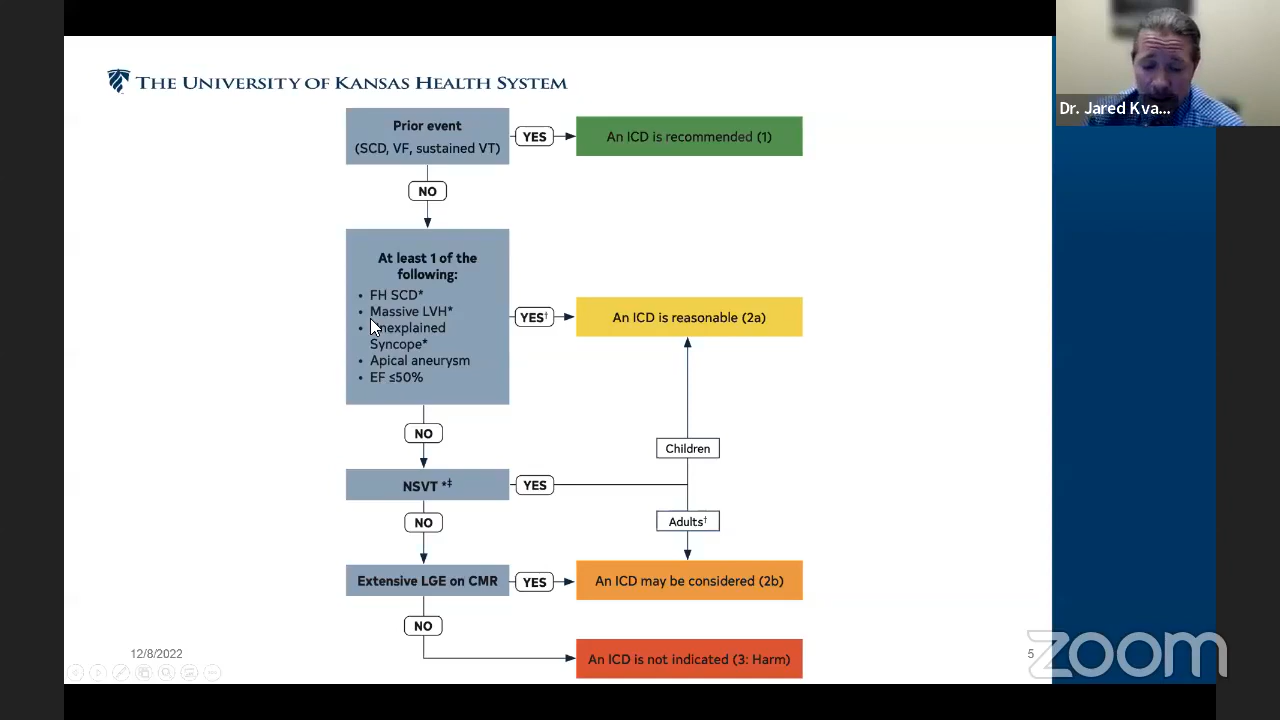 THE UNIVERSITY OF KANSAS HEALTH SYSTEM
Dr. Jared Kva...
Prior event
(SCD, VF, sustained VT)
YES
An ICD is recommended (1)
NO
At least 1 of the
following:
• FH SCD*
• Massive LVH*
• Unexplained
Syncope*
• Apical aneurysm
• EF ≤50%
YES†
An ICD is reasonable (2a)
NO
Children
NSVT *‡
YES
NO
Adults†
Extensive LGE on CMR
YES
An ICD may be considered (2b)
NO
An ICD is not indicated (3: Harm)
12/8/2022
5
zoom